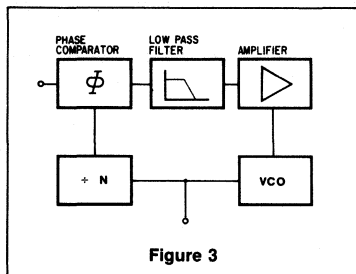 PHASE
COMPARATOR
LOW PASS
FILTER
AMPLIFIER
Φ
÷ N
VCO
Figure 3